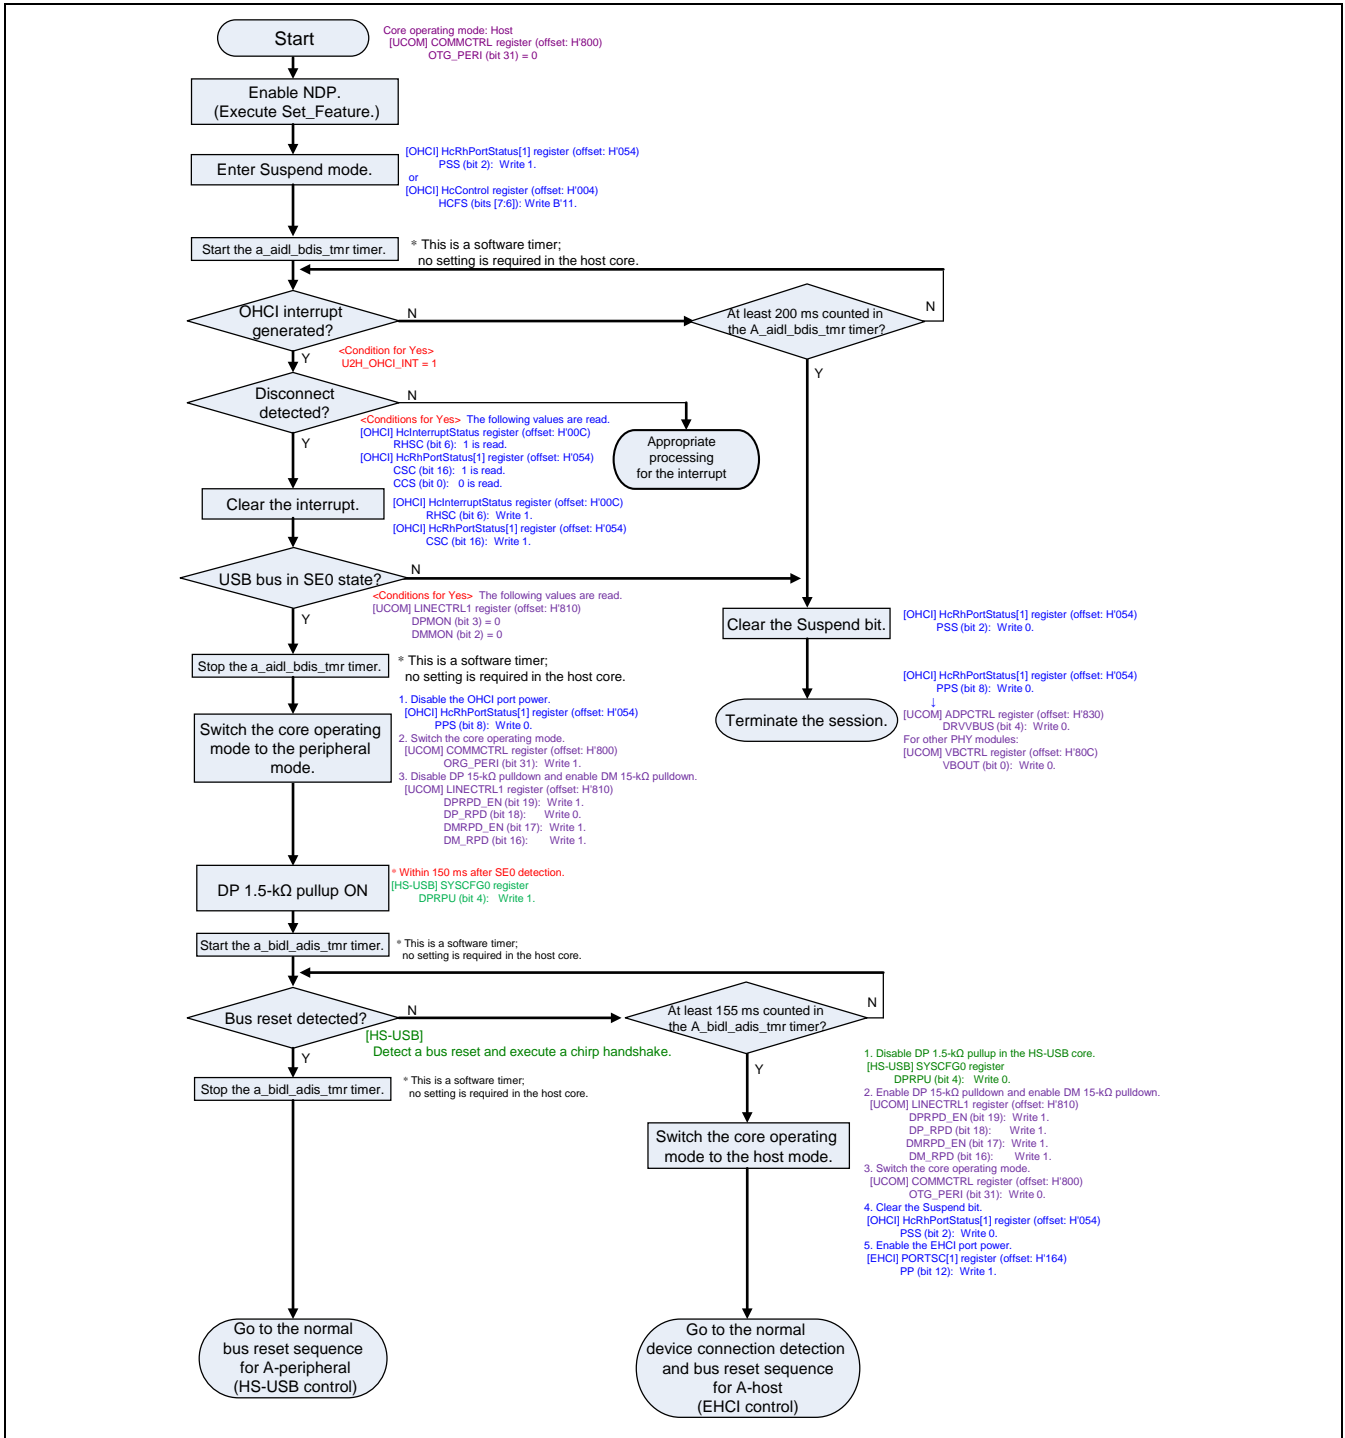 Start
Core operating mode: Host
[UCOM] COMMCTRL register (offset: H'800)
OTG_PERI (bit 31) = 0
Enable NDP.
(Execute Set_Feature.)
Enter Suspend mode.
[OHCI] HcRhPortStatus[1] register (offset: H'054)
PSS (bit 2): Write 1.
or
[OHCI] HcControl register (offset: H'004)
HCFS (bits [7:6]): Write B'11.
Start the a_aidl_bdis_tmr timer.
* This is a software timer;
no setting is required in the host core.
OHCI interrupt
generated?
N
At least 200 ms counted in
the A_aidl_bdis_tmr timer?
N
Y
<Condition for Yes>
U2H_OHCI_INT = 1
Y
Disconnect
detected?
N
<Conditions for Yes> The following values are read.
[OHCI] HcInterruptStatus register (offset: H'00C)
RHSC (bit 6): 1 is read.
[OHCI] HcRhPortStatus[1] register (offset: H'054)
CSC (bit 16): 1 is read.
CCS (bit 0): 0 is read.
Y
Appropriate
processing
for the interrupt
Clear the interrupt.
[OHCI] HcInterruptStatus register (offset: H'00C)
RHSC (bit 6): Write 1.
[OHCI] HcRhPortStatus[1] register (offset: H'054)
CSC (bit 16): Write 1.
USB bus in SE0 state?
N
<Conditions for Yes> The following values are read.
[UCOM] LINECTRL1 register (offset: H'810)
DPMON (bit 3) = 0
DMMON (bit 2) = 0
Y
Clear the Suspend bit.
[OHCI] HcRhPortStatus[1] register (offset: H'054)
PSS (bit 2): Write 0.
Stop the a_aidl_bdis_tmr timer.
* This is a software timer;
no setting is required in the host core.
Terminate the session.
[OHCI] HcRhPortStatus[1] register (offset: H'054)
PPS (bit 8): Write 0.
↓
[UCOM] ADPCTRL register (offset: H'830)
DRVVBUS (bit 4): Write 0.
For other PHY modules:
[UCOM] VBCTRL register (offset: H'80C)
VBOUT (bit 0): Write 0.
Switch the core operating
mode to the peripheral
mode.
1. Disable the OHCI port power.
[OHCI] HcRhPortStatus[1] register (offset: H'054)
PPS (bit 8): Write 0.
2. Switch the core operating mode.
[UCOM] COMMCTRL register (offset: H'800)
ORG_PERI (bit 31): Write 1.
3. Disable DP 15-kΩ pulldown and enable DM 15-kΩ pulldown.
[UCOM] LINECTRL1 register (offset: H'810)
DPRPD_EN (bit 19): Write 1.
DP_RPD (bit 18): Write 0.
DMRPD_EN (bit 17): Write 1.
DM_RPD (bit 16): Write 1.
DP 1.5-kΩ pullup ON
* Within 150 ms after SE0 detection.
[HS-USB] SYSCFG0 register
DPRPU (bit 4): Write 1.
Start the a_bidl_adis_tmr timer.
* This is a software timer;
no setting is required in the host core.
Bus reset detected?
N
At least 155 ms counted in
the A_bidl_adis_tmr timer?
N
[HS-USB]
Detect a bus reset and execute a chirp handshake.
Y
Y
Stop the a_bidl_adis_tmr timer.
* This is a software timer;
no setting is required in the host core.
Switch the core operating
mode to the host mode.
1. Disable DP 1.5-kΩ pullup in the HS-USB core.
[HS-USB] SYSCFG0 register
DPRPU (bit 4): Write 0.
2. Enable DP 15-kΩ pulldown and enable DM 15-kΩ pulldown.
[UCOM] LINECTRL1 register (offset: H'810)
DPRPD_EN (bit 19): Write 1.
DP_RPD (bit 18): Write 1.
DMRPD_EN (bit 17): Write 1.
DM_RPD (bit 16): Write 1.
3. Switch the core operating mode.
[UCOM] COMMCTRL register (offset: H'800)
OTG_PERI (bit 31): Write 0.
4. Clear the Suspend bit.
[OHCI] HcRhPortStatus[1] register (offset: H'054)
PSS (bit 2): Write 0.
5. Enable the EHCI port power.
[EHCI] PORTSC[1] register (offset: H'164)
PP (bit 12): Write 1.
Go to the normal
bus reset sequence
for A-peripheral
(HS-USB control)
Go to the normal
device connection detection
and bus reset sequence
for A-host
(EHCI control)